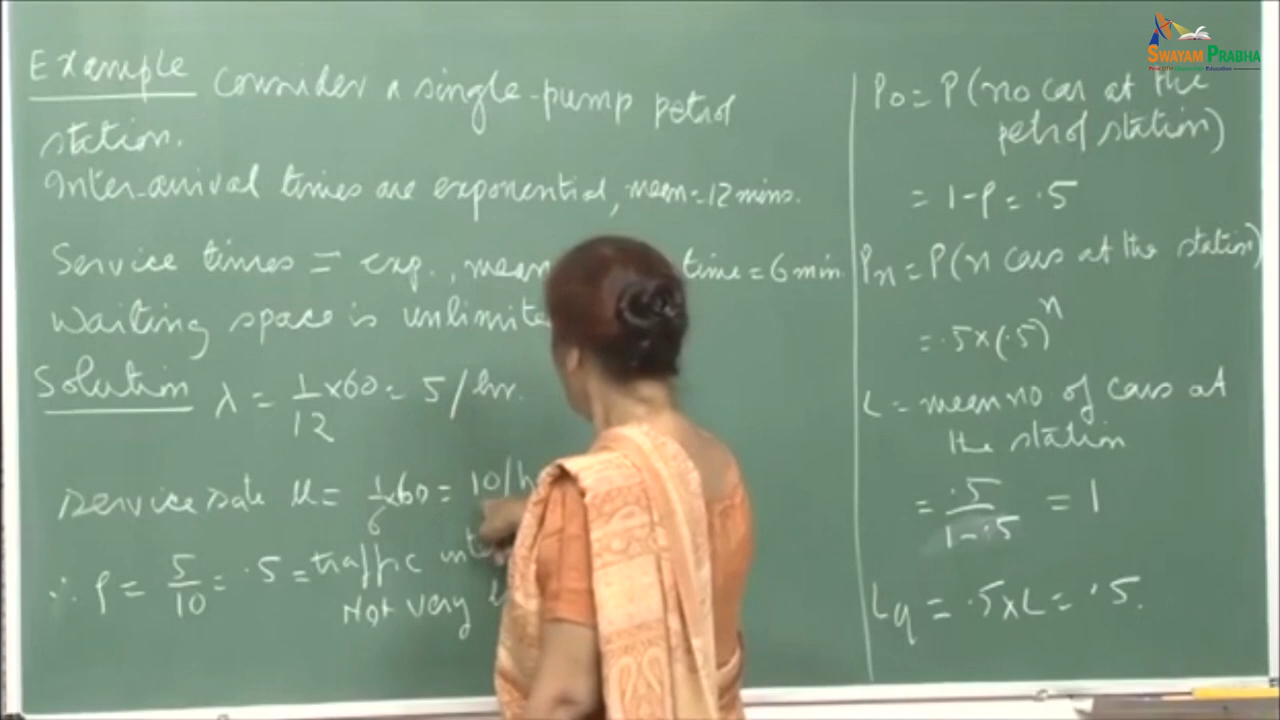 Example Consider a single-pump petrol
station.
Inter-arrival times are exponential, mean=12 mins.
Service times = exp., mean time = 6 min.
Waiting space is
Solution λ = 1/12 ×60 = 5/hr.
Service rate μ = 1/6 ×60 = 10/h
∴ ρ = 5/10 = .5 = traffic
Not very
P0 = P(no car at the
petrol station)
= 1-ρ = .5
Pn = P(n cars at the station)
= .5×(.5)^n
L = mean no of cars at
the station
= .5/1-.5 = 1
Lq = .5×L = .5.
SWAYAM PRABHA